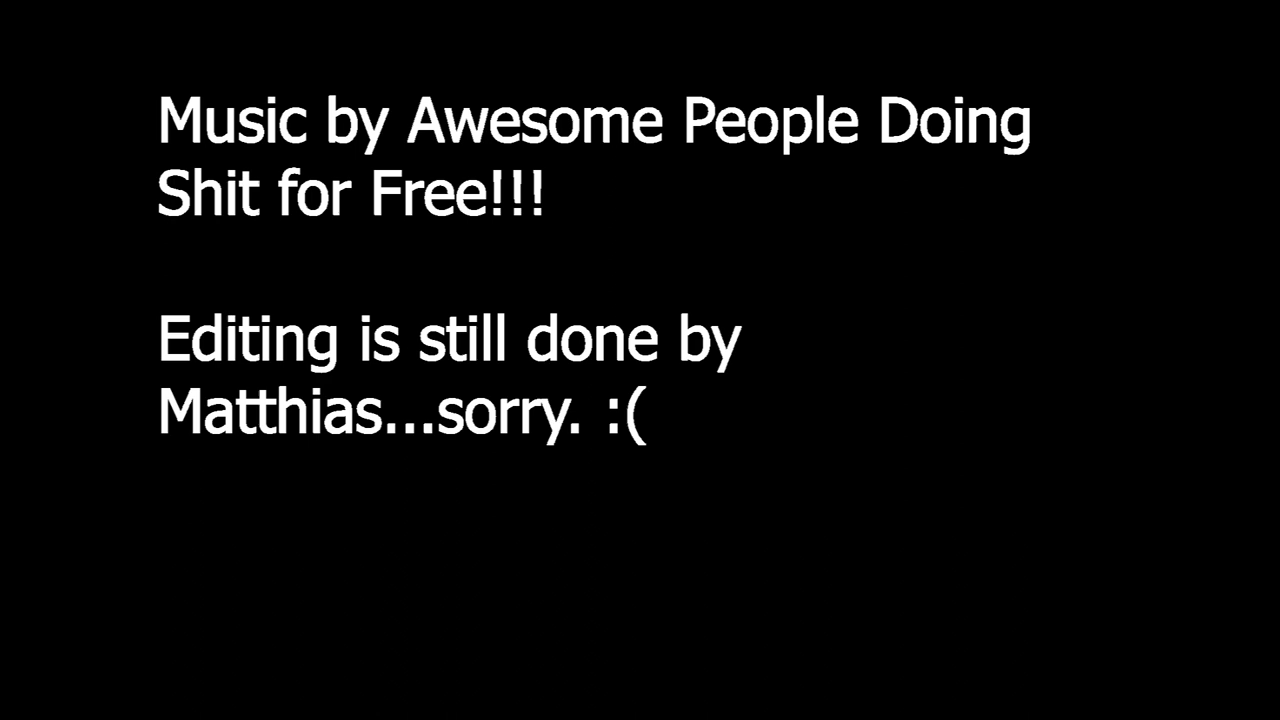 Music by Awesome People Doing
Shit for Free!!!
Editing is still done by
Matthias...sorry. :(